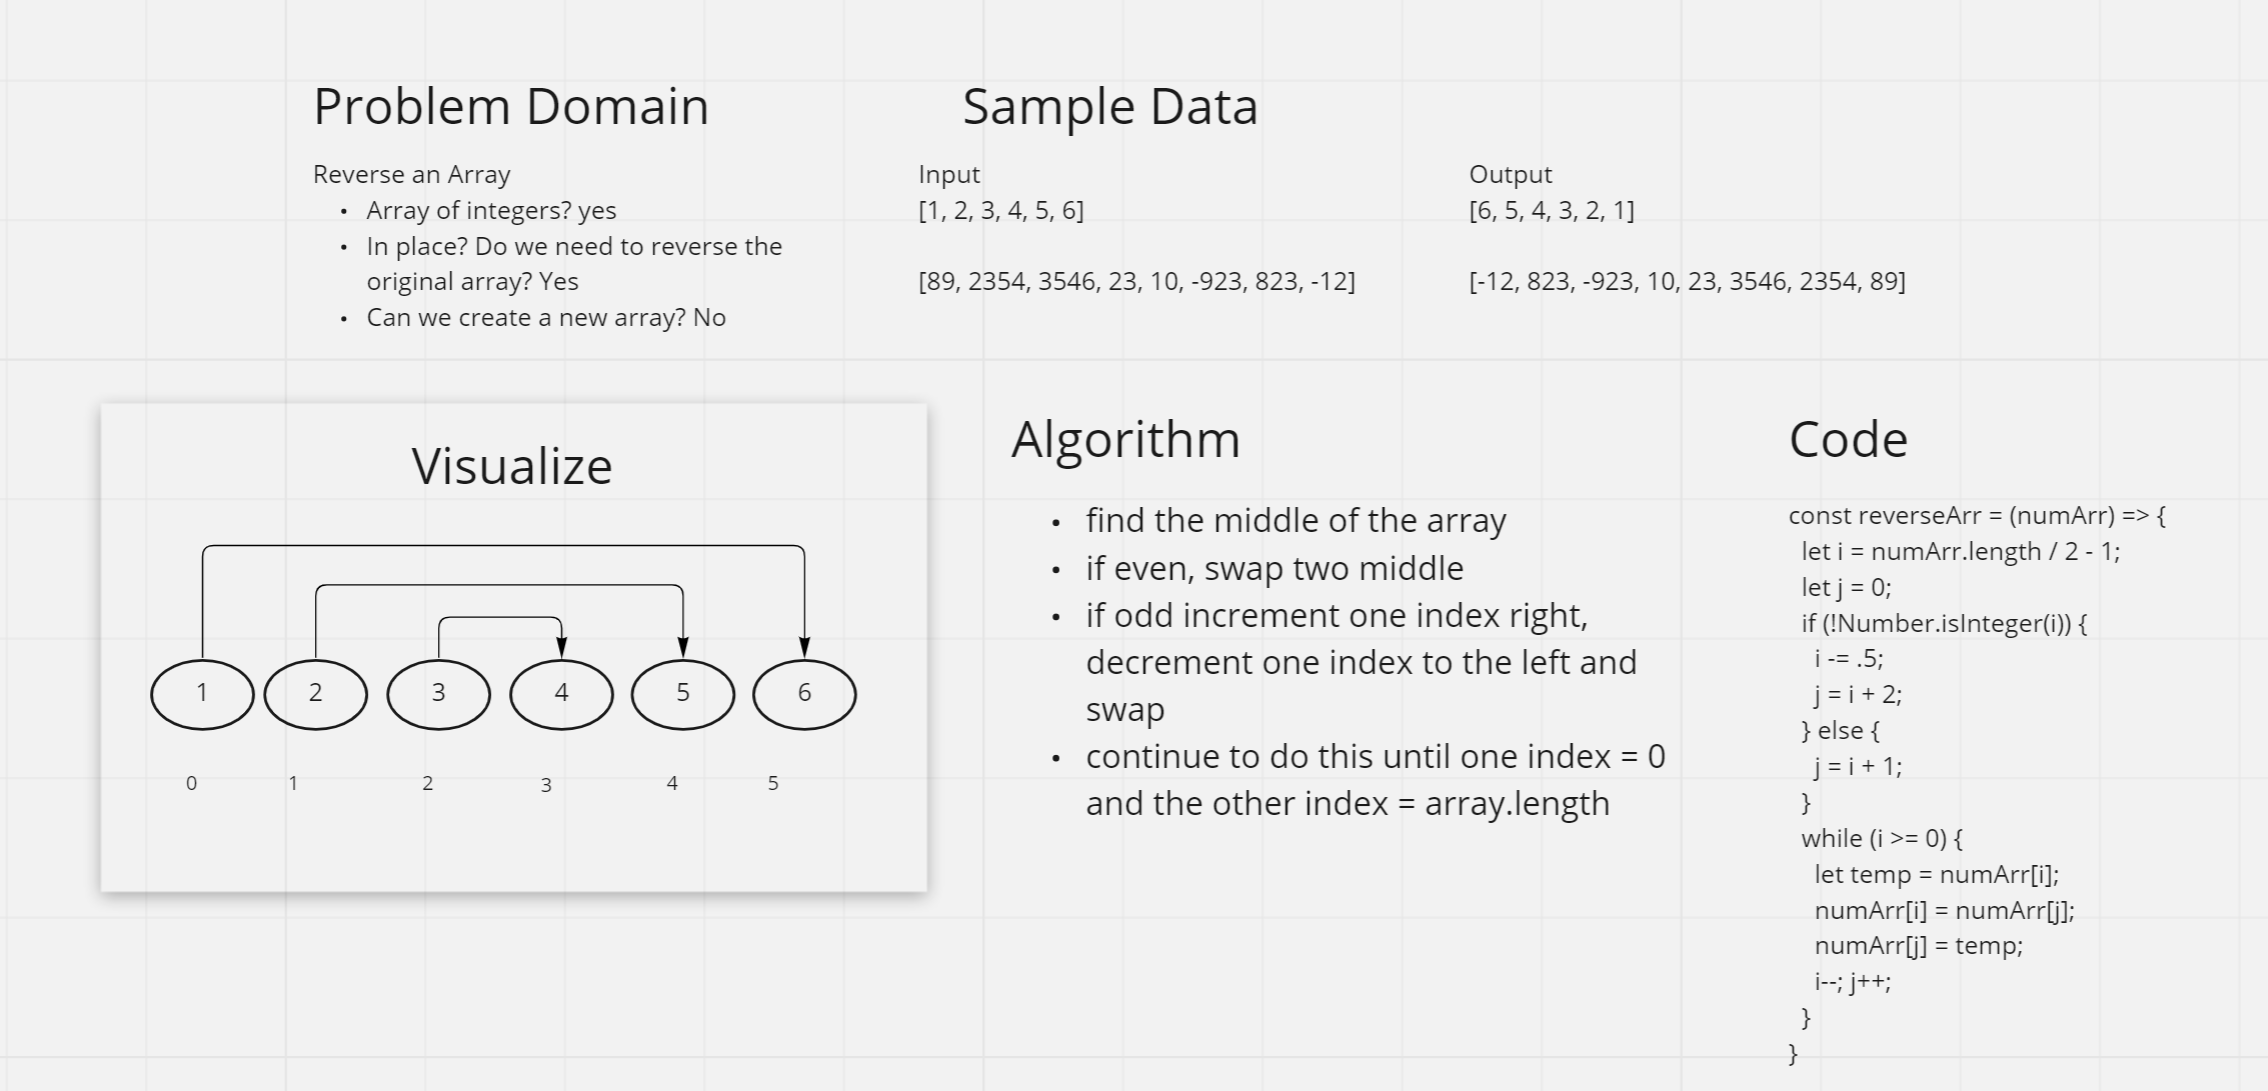 Problem Domain
Reverse an Array
• Array of integers? yes
• In place? Do we need to reverse the
original array? Yes
• Can we create a new array? No
Sample Data
Input
[1, 2, 3, 4, 5, 6]
[89, 2354, 3546, 23, 10, -923, 823, -12]
Output
[6, 5, 4, 3, 2, 1]
[-12, 823, -923, 10, 23, 3546, 2354, 89]
Visualize
1 2 3 4 5 6
0 1 2 3 4 5
Algorithm
• find the middle of the array
• if even, swap two middle
• if odd increment one index right,
decrement one index to the left and
swap
• continue to do this until one index = 0
and the other index = array.length
Code
const reverseArr = (numArr) => {
  let i = numArr.length / 2 - 1;
  let j = 0;
  if (!Number.isInteger(i)) {
    i -= .5;
    j = i + 2;
  } else {
    j = i + 1;
  }
  while (i >= 0) {
    let temp = numArr[i];
    numArr[i] = numArr[j];
    numArr[j] = temp;
    i--; j++;
  }
}